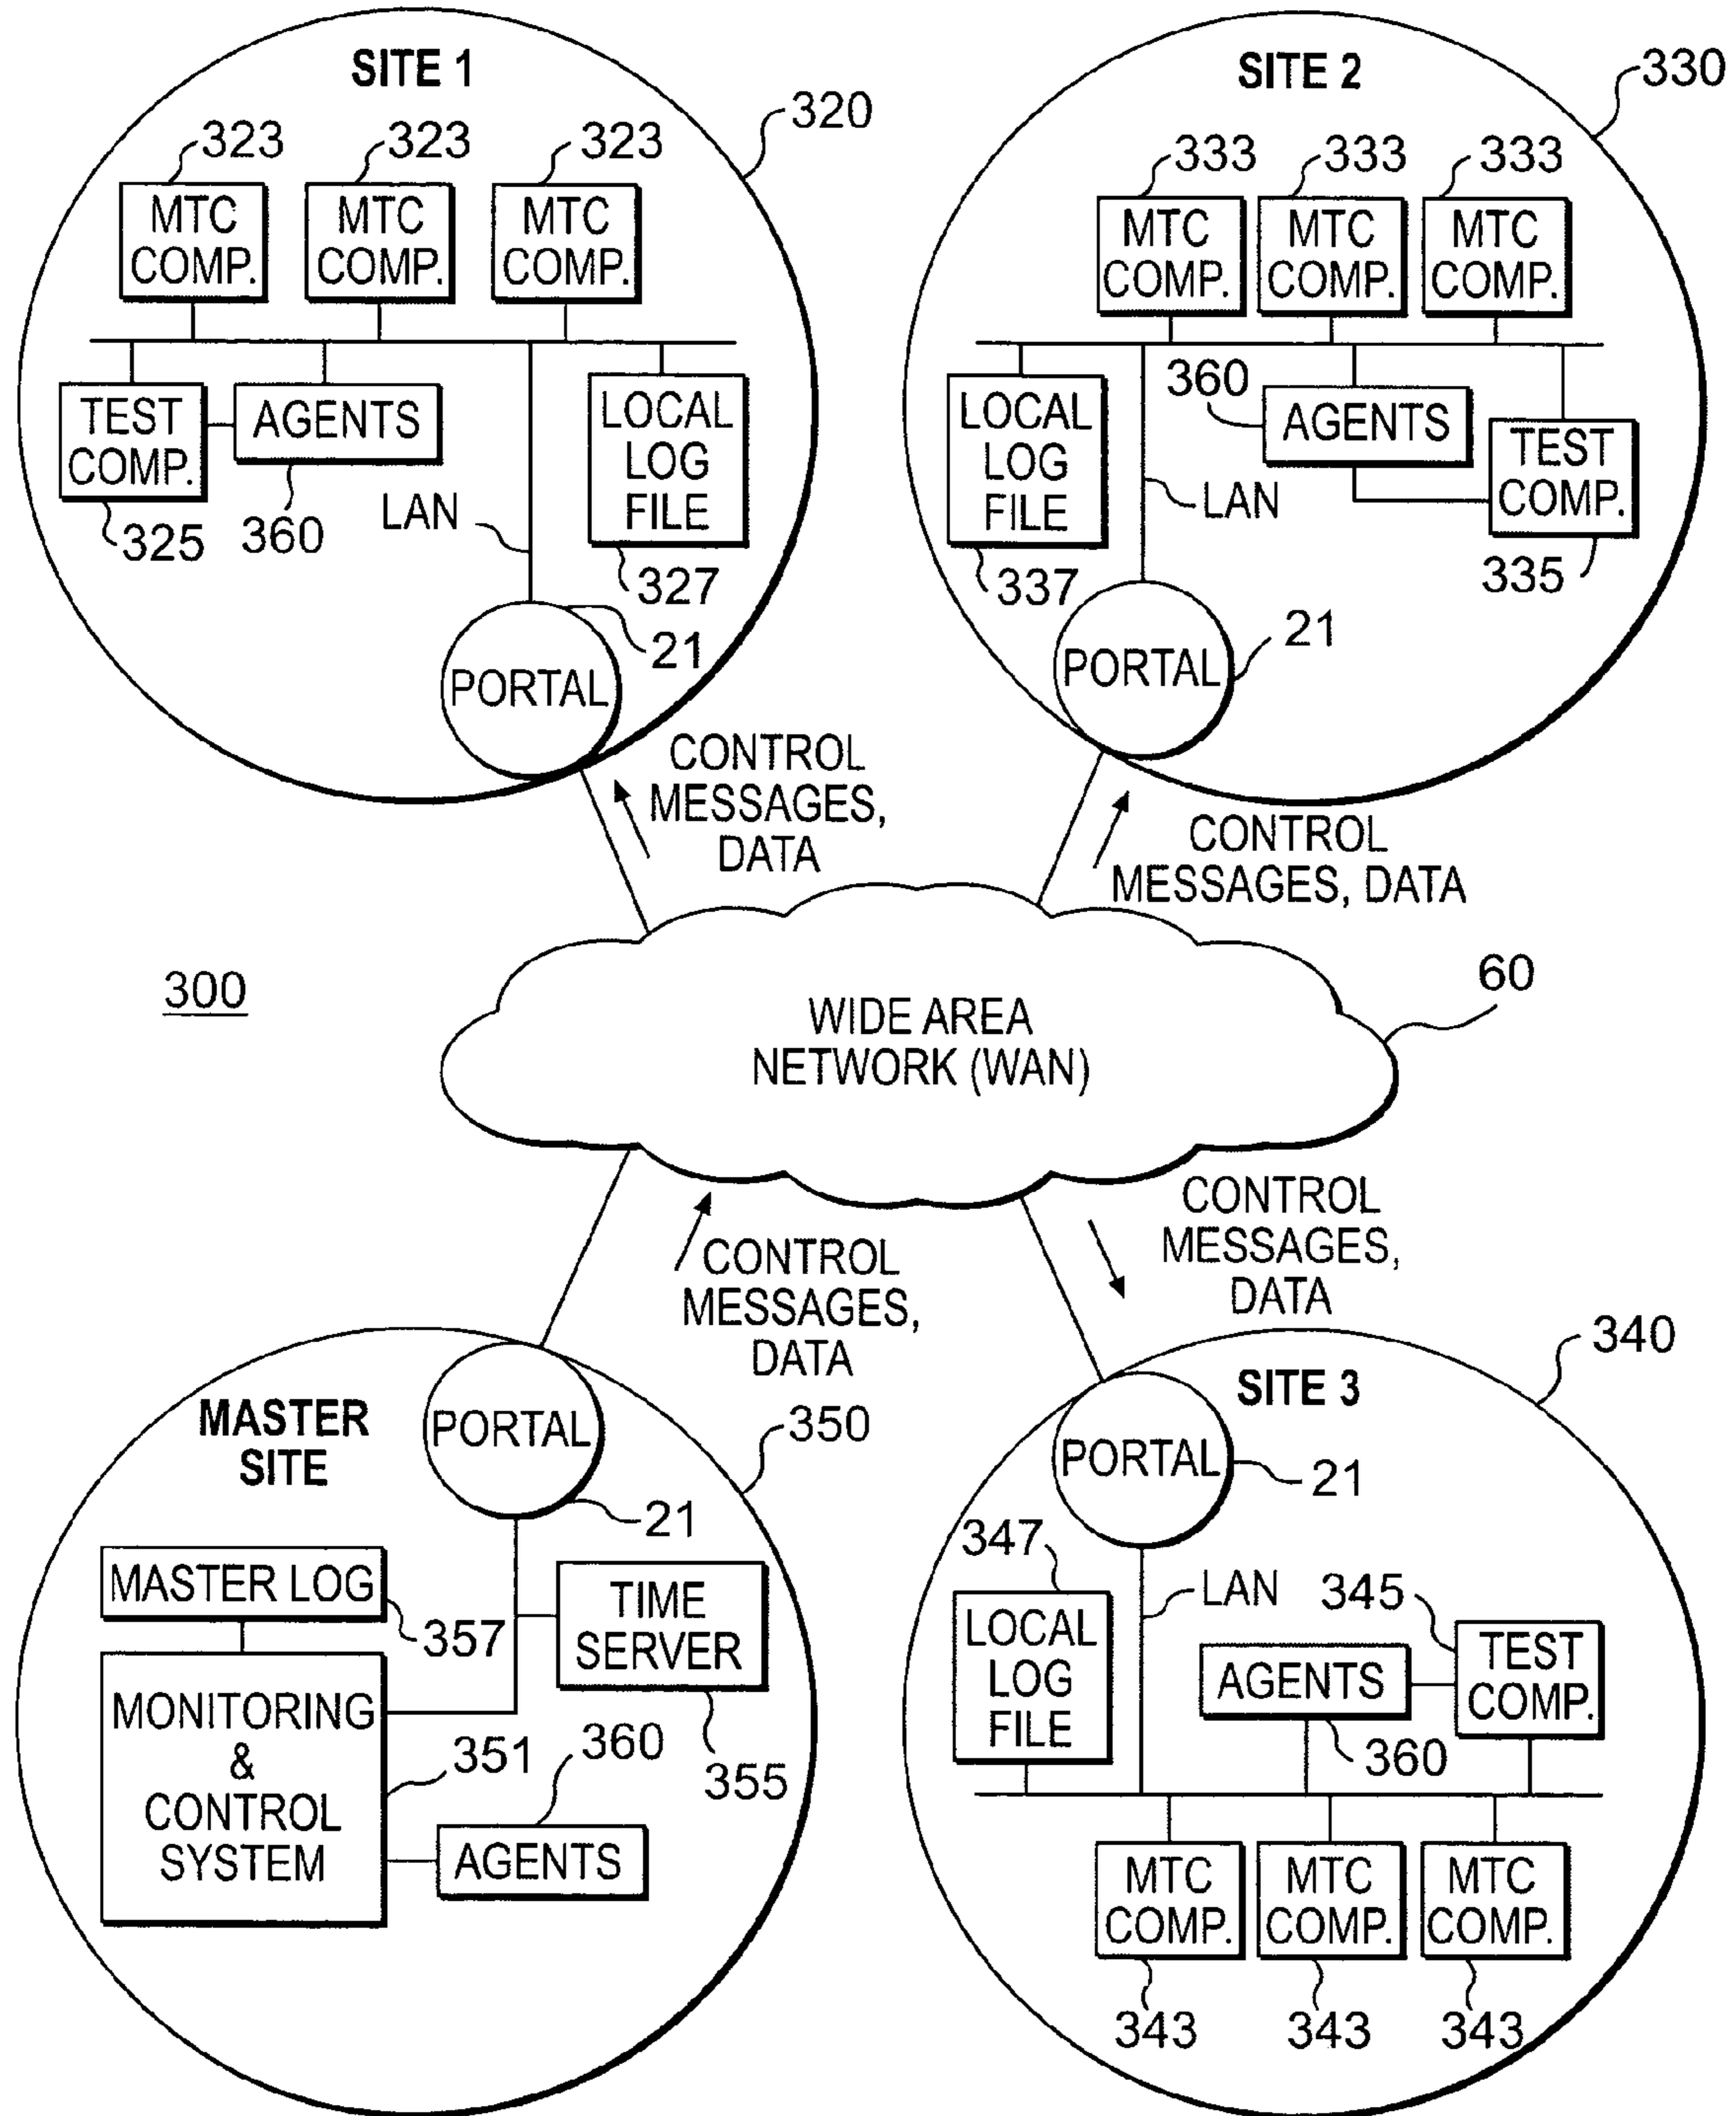 SITE 1
320
323
323
323
MTC
COMP.
MTC
COMP.
MTC
COMP.
TEST
COMP.
AGENTS
LOCAL
LOG
FILE
325
360
LAN
327
21
PORTAL
SITE 2
330
333
333
333
MTC
COMP.
MTC
COMP.
MTC
COMP.
360
LOCAL
LOG
FILE
AGENTS
TEST
COMP.
LAN
337
335
21
PORTAL
CONTROL
MESSAGES,
DATA
CONTROL
MESSAGES, DATA
300
60
WIDE AREA
NETWORK (WAN)
CONTROL
MESSAGES,
DATA
CONTROL
MESSAGES,
DATA
MASTER
SITE
PORTAL
350
21
MASTER LOG
357
TIME
SERVER
355
MONITORING
&
CONTROL
SYSTEM
351
360
AGENTS
340
SITE 3
PORTAL
21
347
LAN
345
LOCAL
LOG
FILE
AGENTS
TEST
COMP.
360
MTC
COMP.
MTC
COMP.
MTC
COMP.
343
343
343